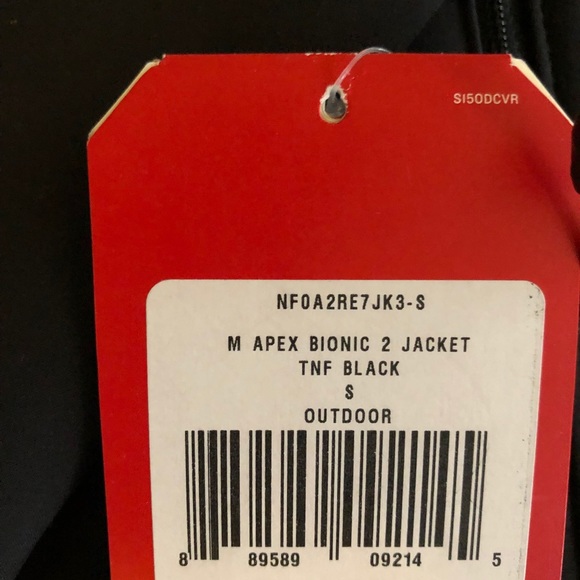 SI50DCVR
NF0A2RE7JK3-S
M APEX BIONIC 2 JACKET
TNF BLACK
S
OUTDOOR
8 89589 09214 5